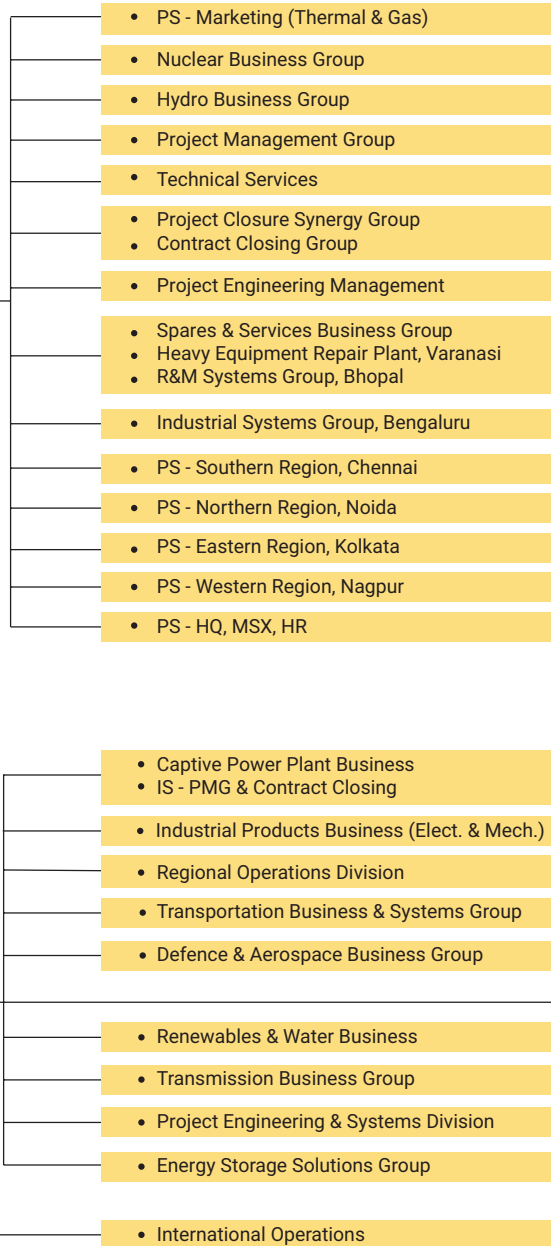 • PS - Marketing (Thermal & Gas)
• Nuclear Business Group
• Hydro Business Group
• Project Management Group
• Technical Services
• Project Closure Synergy Group
• Contract Closing Group
• Project Engineering Management
• Spares & Services Business Group
• Heavy Equipment Repair Plant, Varanasi
• R&M Systems Group, Bhopal
• Industrial Systems Group, Bengaluru
• PS - Southern Region, Chennai
• PS - Northern Region, Noida
• PS - Eastern Region, Kolkata
• PS - Western Region, Nagpur
• PS - HQ, MSX, HR
• Captive Power Plant Business
• IS - PMG & Contract Closing
• Industrial Products Business (Elect. & Mech.)
• Regional Operations Division
• Transportation Business & Systems Group
• Defence & Aerospace Business Group
• Renewables & Water Business
• Transmission Business Group
• Project Engineering & Systems Division
• Energy Storage Solutions Group
• International Operations